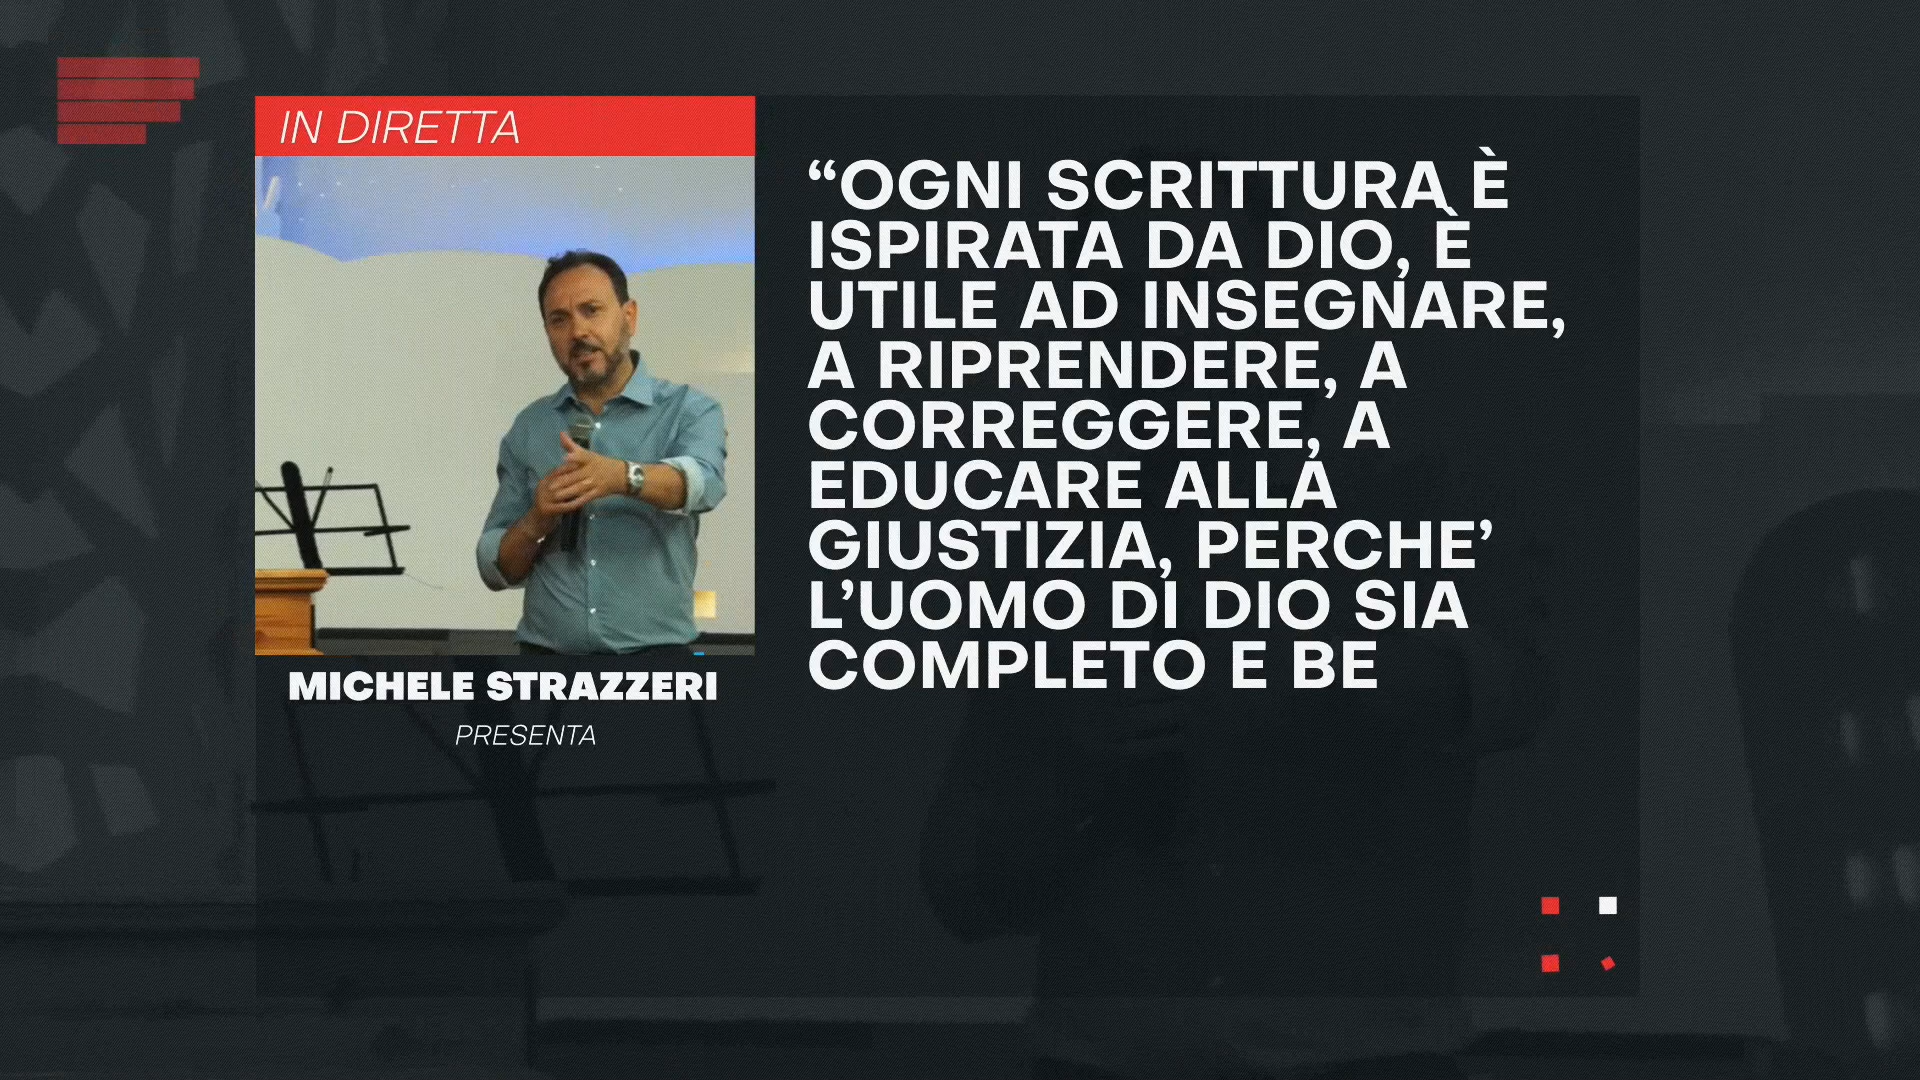 IN DIRETTA
MICHELE STRAZZERI
PRESENTA
“OGNI SCRITTURA È
ISPIRATA DA DIO, È
UTILE AD INSEGNARE,
A RIPRENDERE, A
CORREGGERE, A
EDUCARE ALLA
GIUSTIZIA, PERCHE’
L’UOMO DI DIO SIA
COMPLETO E BE